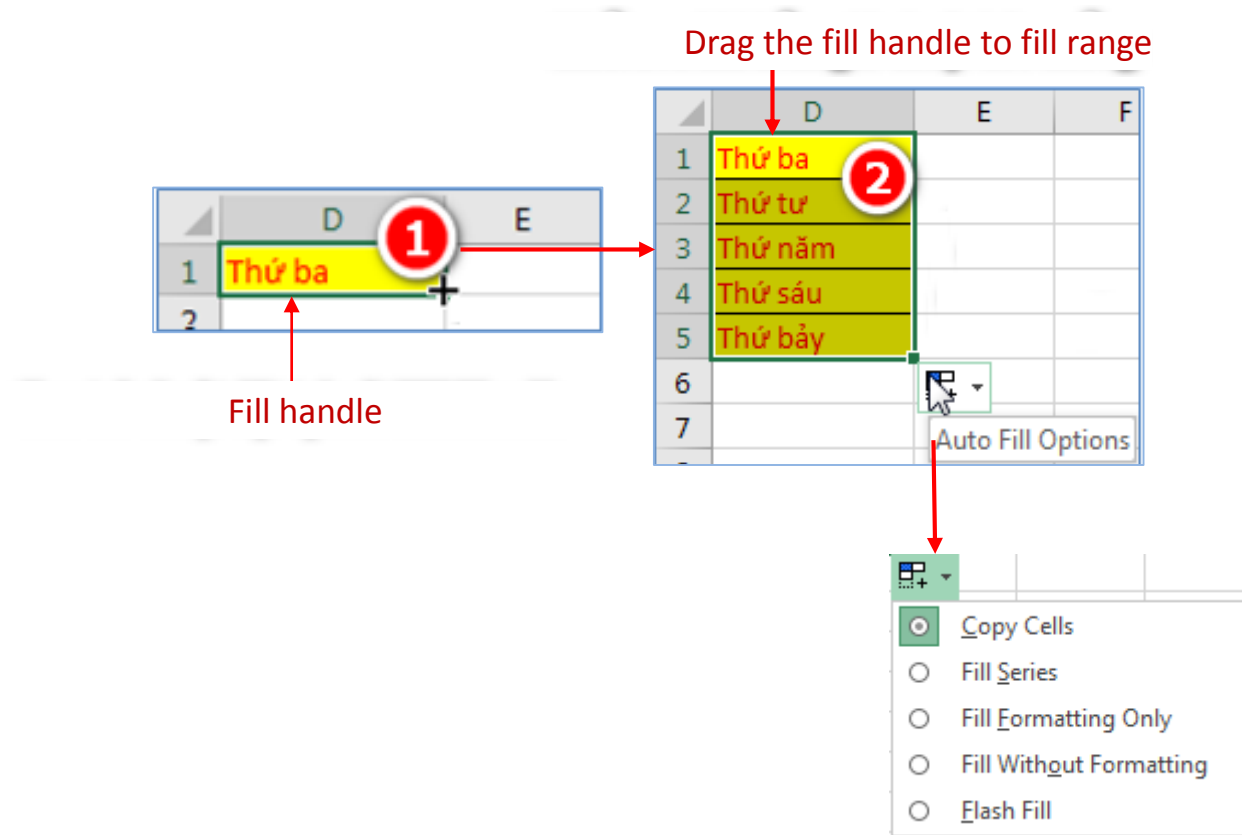 Drag the fill handle to fill range
D E F
1 Thứ ba
2
2 Thứ tư
3 Thứ năm
4 Thứ sáu
5 Thứ bảy
6
7
Auto Fill Options
D E
1
1 Thứ ba
2
Fill handle
Copy Cells
Fill Series
Fill Formatting Only
Fill Without Formatting
Flash Fill